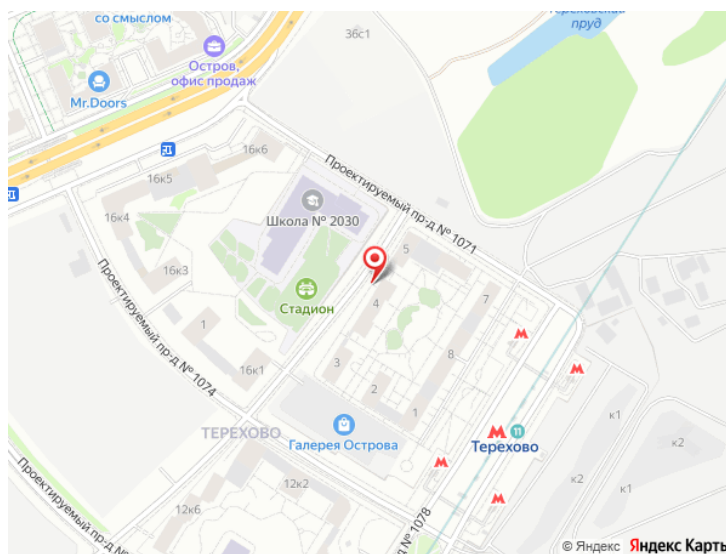 со смыслом
Остров,
офис продаж
Mr.Doors
36с1
Тереховский
пруд
16к6
16к5
Проектируемый пр-д № 1071
Школа № 2030
16к4
5
16к3
Стадион
4
7
Проектируемый пр-д № 1074
1
8
3
16к1
2
1
ТЕРЕХОВО
Галерея Острова
11
Терехово
к1
к2
к2
к1
12к2
12к6
Проектируемый пр-д №
д № 1078
© Яндекс Яндекс Карты